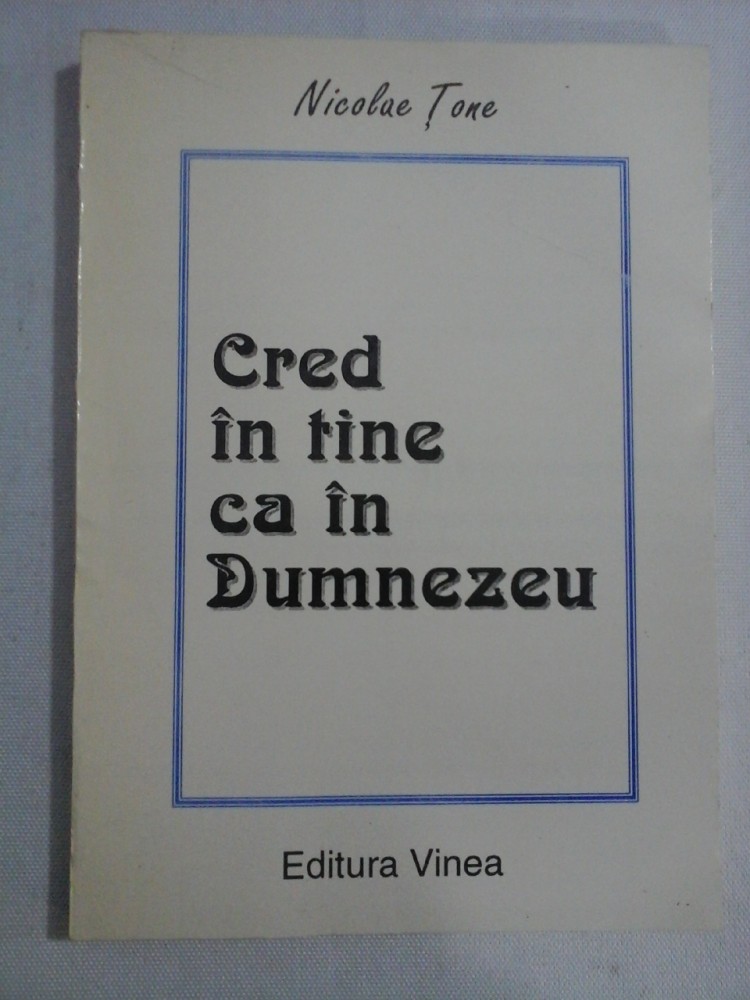 Nicolae Țone
Cred
în tine
ca în
Dumnezeu
Editura Vinea